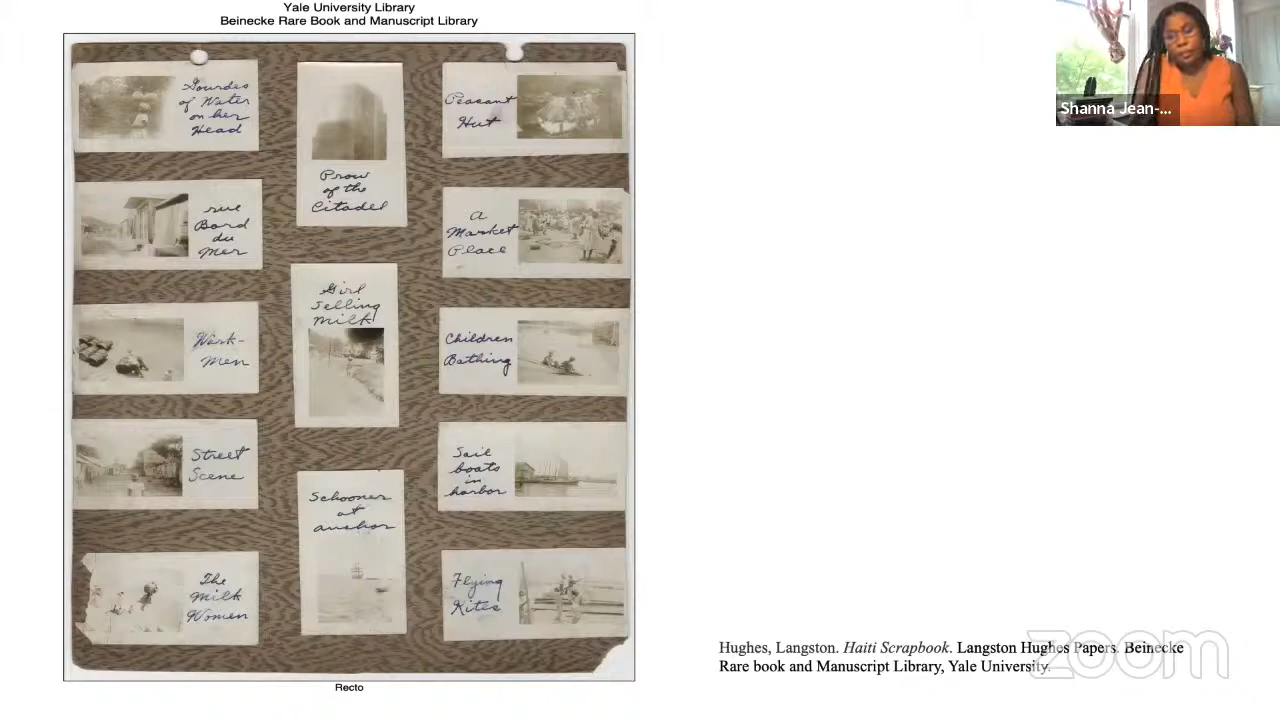 Yale University Library
Beinecke Rare Book and Manuscript Library
Gourdes
of Water
on her
Head
Prow
of the
Citadel
Peasant
Hut
rue
Bord
du
Mer
A
Market
Place
Work-
men
Girl
Selling
Milk
Children
Bathing
Street
Scene
Schooner
at
anchor
Sail
boats
in
harbor
The
Milk
Women
Flying
Kites
Recto
Shanna Jean-...
Hughes, Langston. Haiti Scrapbook. Langston Hughes Papers. Beinecke
Rare book and Manuscript Library, Yale University.
zoom